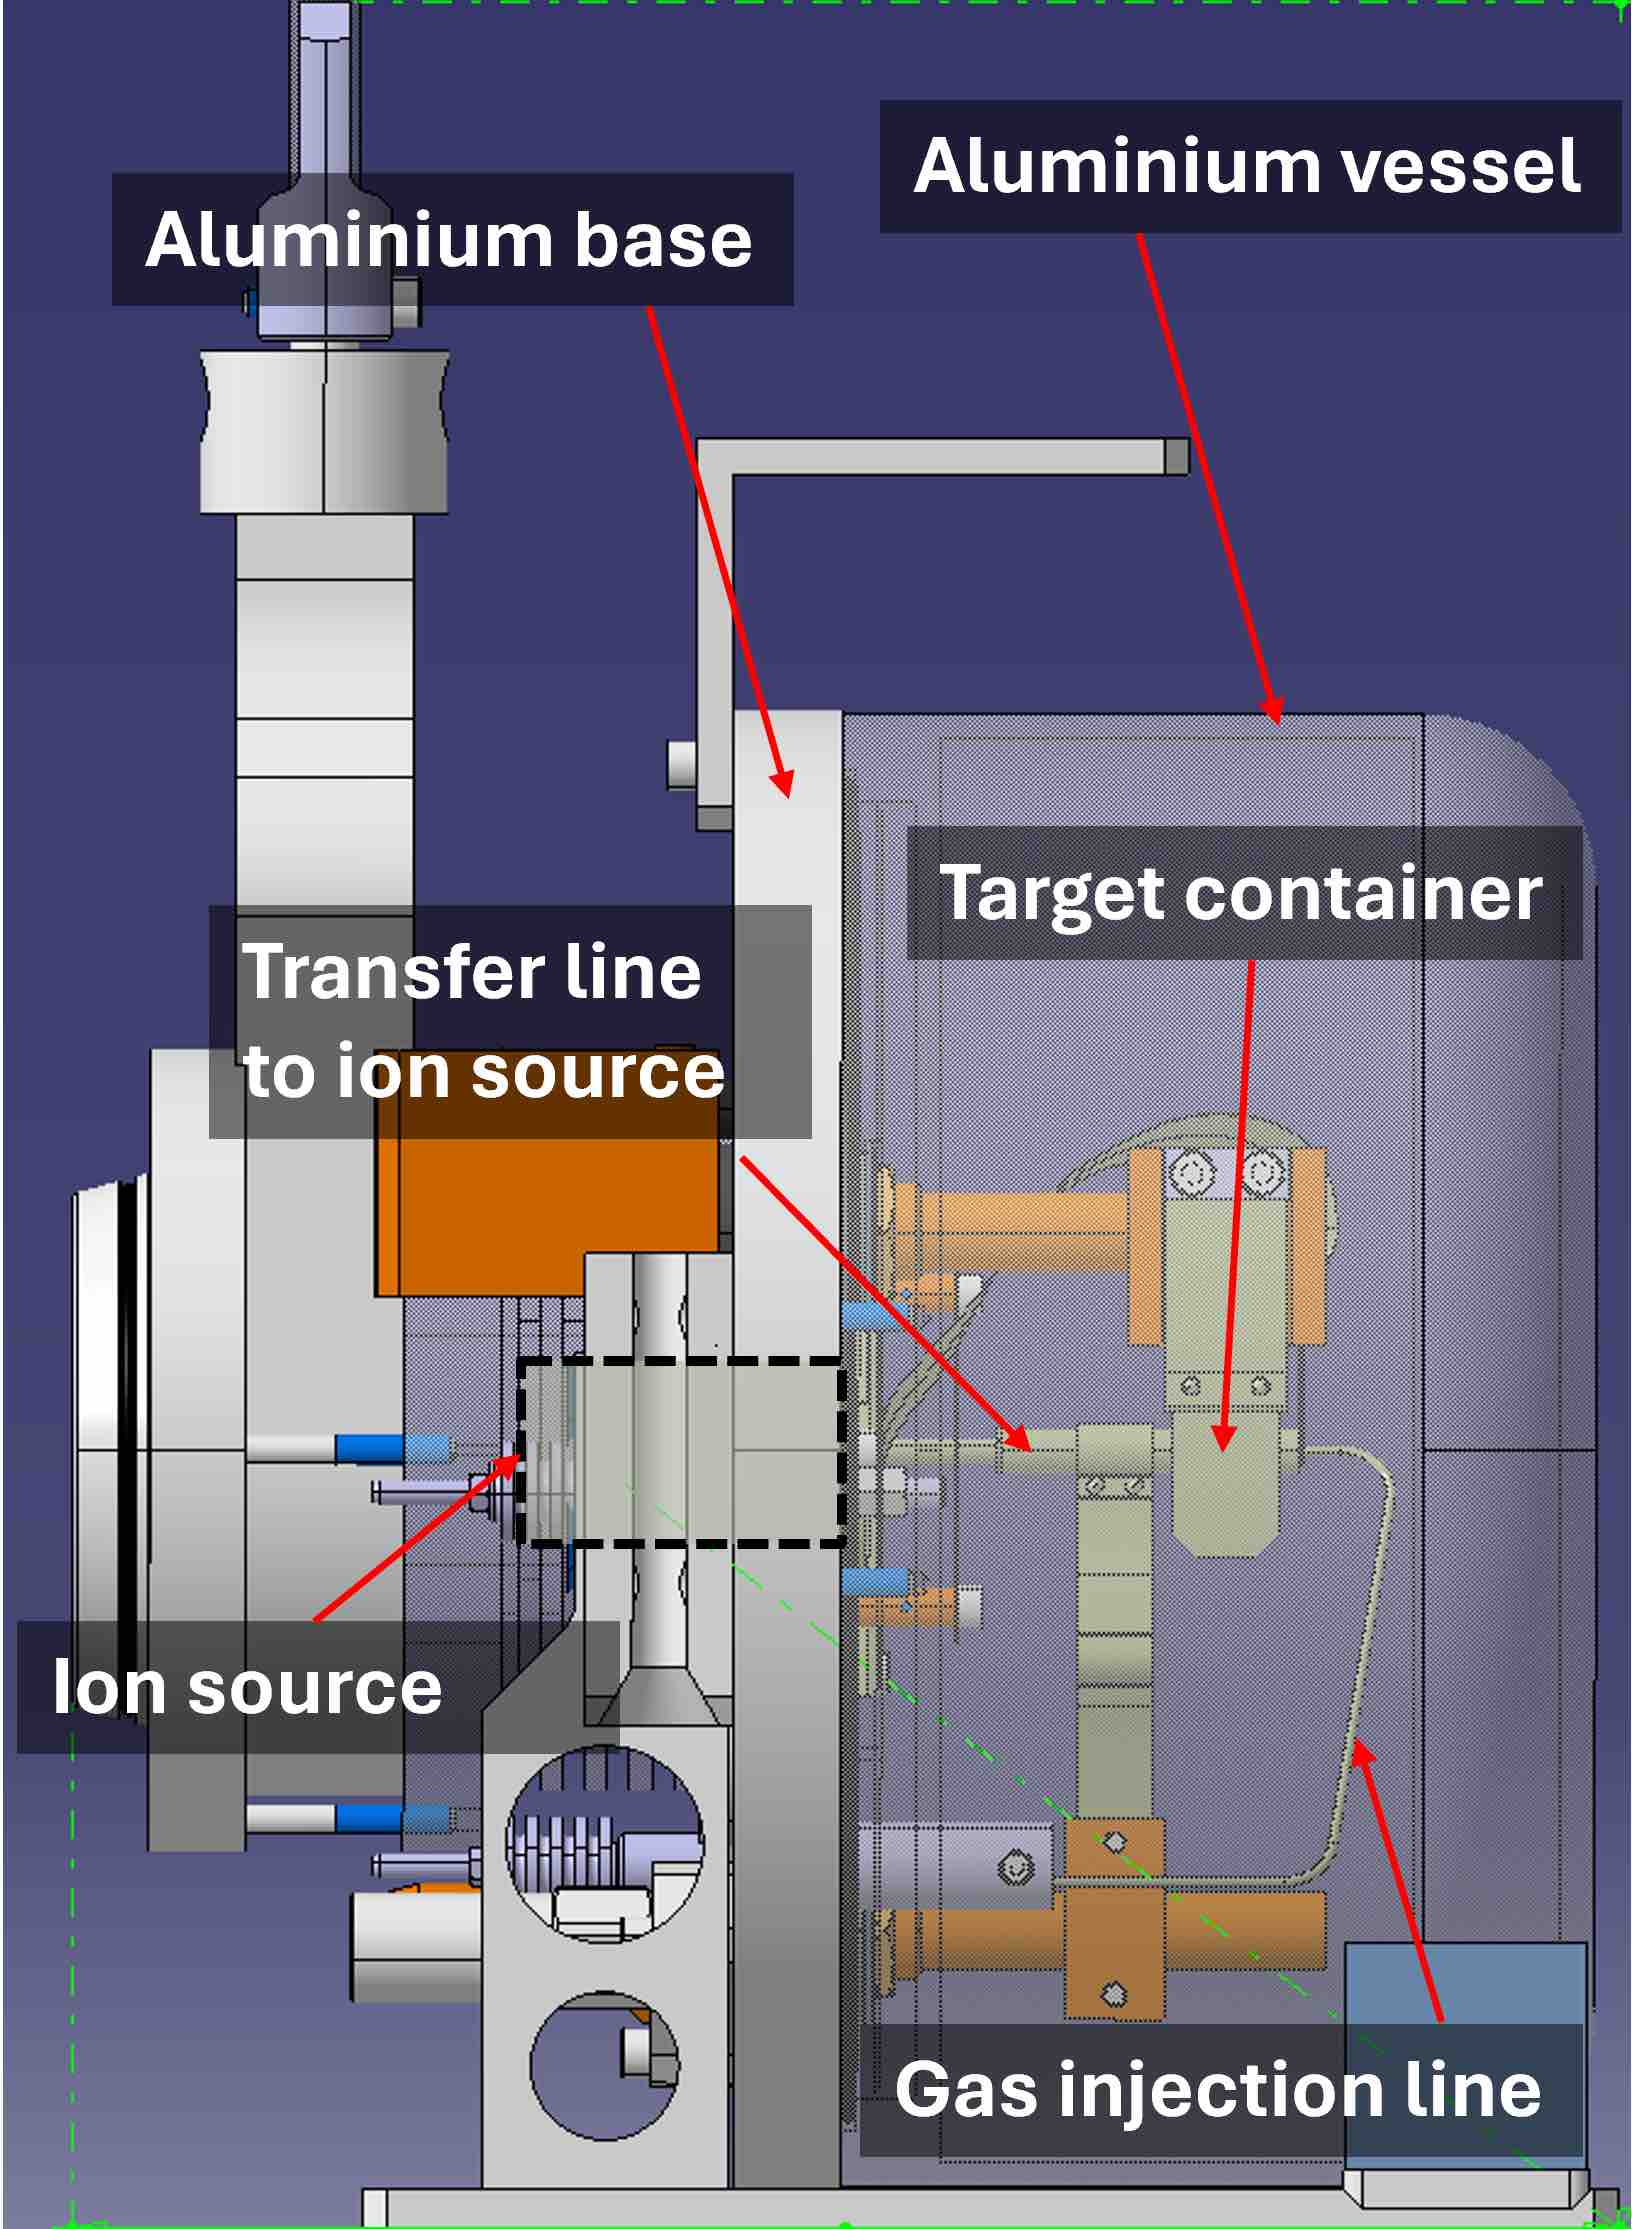 Aluminium vessel
Aluminium base
Target container
Transfer line
to ion source
Ion source
Gas injection line